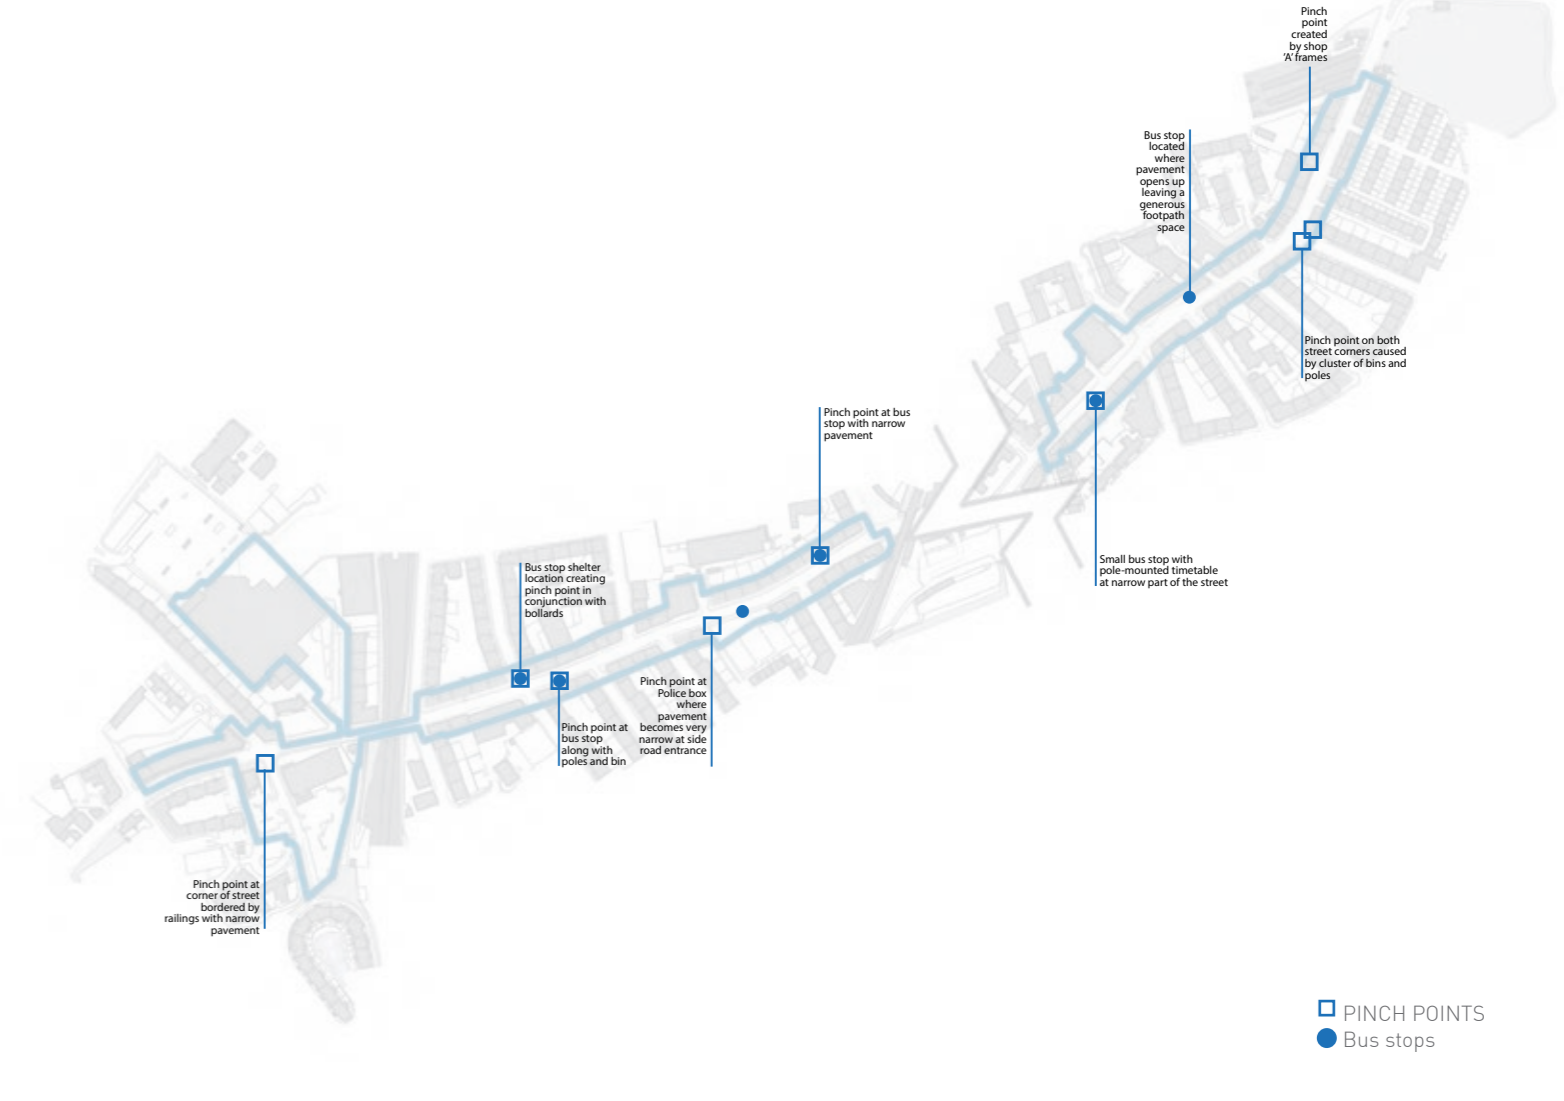 Pinch
point
created
by shop
‘A’ frames
Bus stop
located
where
pavement
opens up
leaving a
generous
footpath
space
Pinch point on both
street corners caused
by cluster of bins and
poles
Pinch point at bus
stop with narrow
pavement
Small bus stop with
pole-mounted timetable
at narrow part of the street
Bus stop shelter
location creating
pinch point in
conjunction with
bollards
Pinch point at
Police box
where
pavement
becomes very
narrow at side
road entrance
Pinch point at
bus stop
along with
poles and bin
Pinch point at
corner of street
bordered by
railings with narrow
pavement
PINCH POINTS
Bus stops